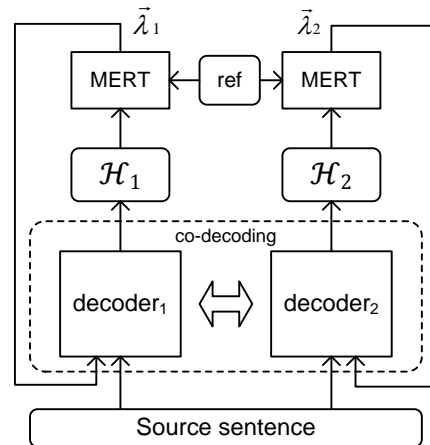 λ⃗₁ λ⃗₂
MERT ref MERT
ℋ₁ ℋ₂
co-decoding
decoder₁ decoder₂
Source sentence